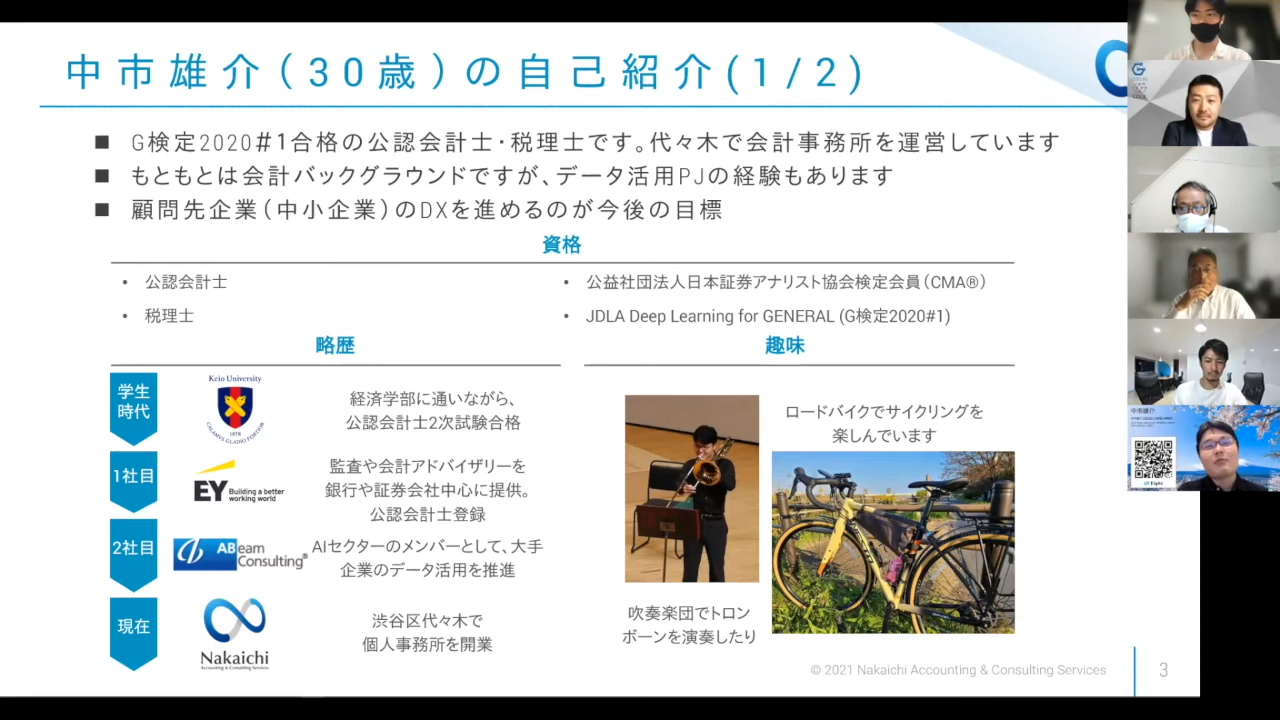 中市雄介（30歳）の自己紹介(1/2)
■ G検定2020＃1合格の公認会計士・税理士です。代々木で会計事務所を運営しています
■ もともとは会計バックグラウンドですが、データ活用PJの経験もあります
■ 顧問先企業（中小企業）のDXを進めるのが今後の目標
資格
• 公認会計士
• 税理士
• 公益社団法人日本証券アナリスト協会検定会員（CMA®）
• JDLA Deep Learning for GENERAL (G検定2020#1)
略歴
学生
時代
Keio University
CALAMVS GLADIO FORTIOR
1858
経済学部に通いながら、
公認会計士2次試験合格
1社目
EY
Building a better
working world
監査や会計アドバイザリーを
銀行や証券会社中心に提供。
公認会計士登録
2社目
ABeam
Consulting®
AIセクターのメンバーとして、大手
企業のデータ活用を推進
現在
Nakaichi
Accounting & Consulting Services
渋谷区代々木で
個人事務所を開業
趣味
吹奏楽団でトロン
ボーンを演奏したり
ロードバイクでサイクリングを
楽しんでいます
© 2021 Nakaichi Accounting & Consulting Services
3
中市雄介